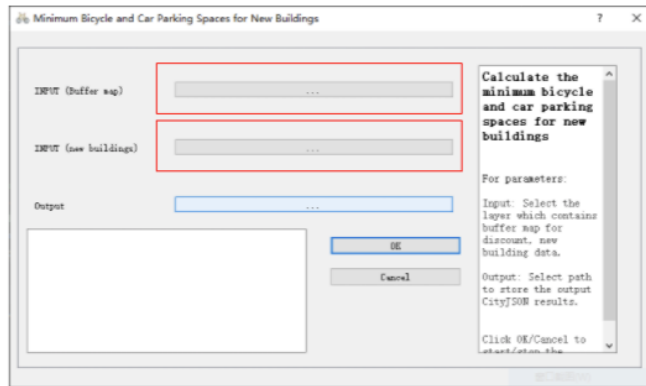 Minimum Bicycle and Car Parking Spaces for New Buildings
? ×
INPUT (Buffer map)
...
INPUT (new buildings)
...
Output
...
OK
Cancel
Calculate the
minimum bicycle
and car parking
spaces for new
buildings
For parameters:
Input: Select the
layer which contains
buffer map for
discount, new
building data.
Output: Select path
to store the output
CityJSON results.
Click OK/Cancel to
start/stop the